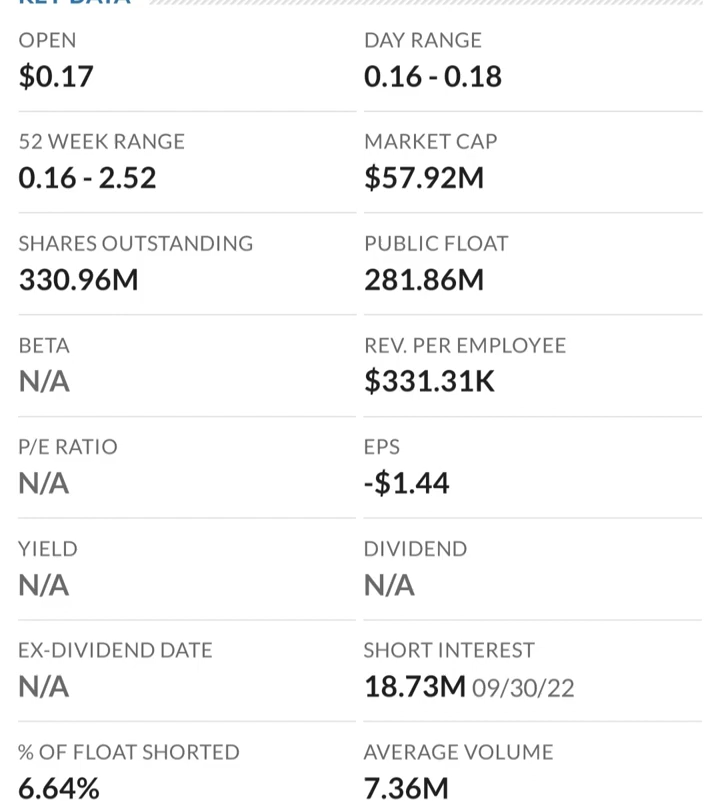 KEY DATA
OPEN
$0.17
DAY RANGE
0.16 - 0.18
52 WEEK RANGE
0.16 - 2.52
MARKET CAP
$57.92M
SHARES OUTSTANDING
330.96M
PUBLIC FLOAT
281.86M
BETA
N/A
REV. PER EMPLOYEE
$331.31K
P/E RATIO
N/A
EPS
-$1.44
YIELD
N/A
DIVIDEND
N/A
EX-DIVIDEND DATE
N/A
SHORT INTEREST
18.73M 09/30/22
% OF FLOAT SHORTED
6.64%
AVERAGE VOLUME
7.36M